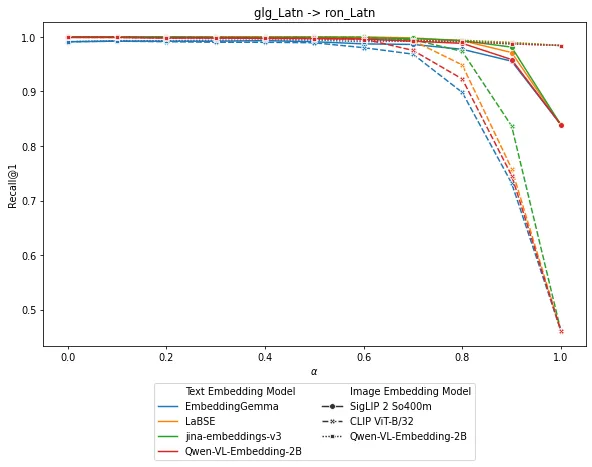 glg_Latn -> ron_Latn
Recall@1
1.0
0.9
0.8
0.7
0.6
0.5
0.0 0.2 0.4 0.6 0.8 1.0
α
Text Embedding Model Image Embedding Model
EmbeddingGemma SigLIP 2 So400m
LaBSE CLIP ViT-B/32
jina-embeddings-v3 Qwen-VL-Embedding-2B
Qwen-VL-Embedding-2B